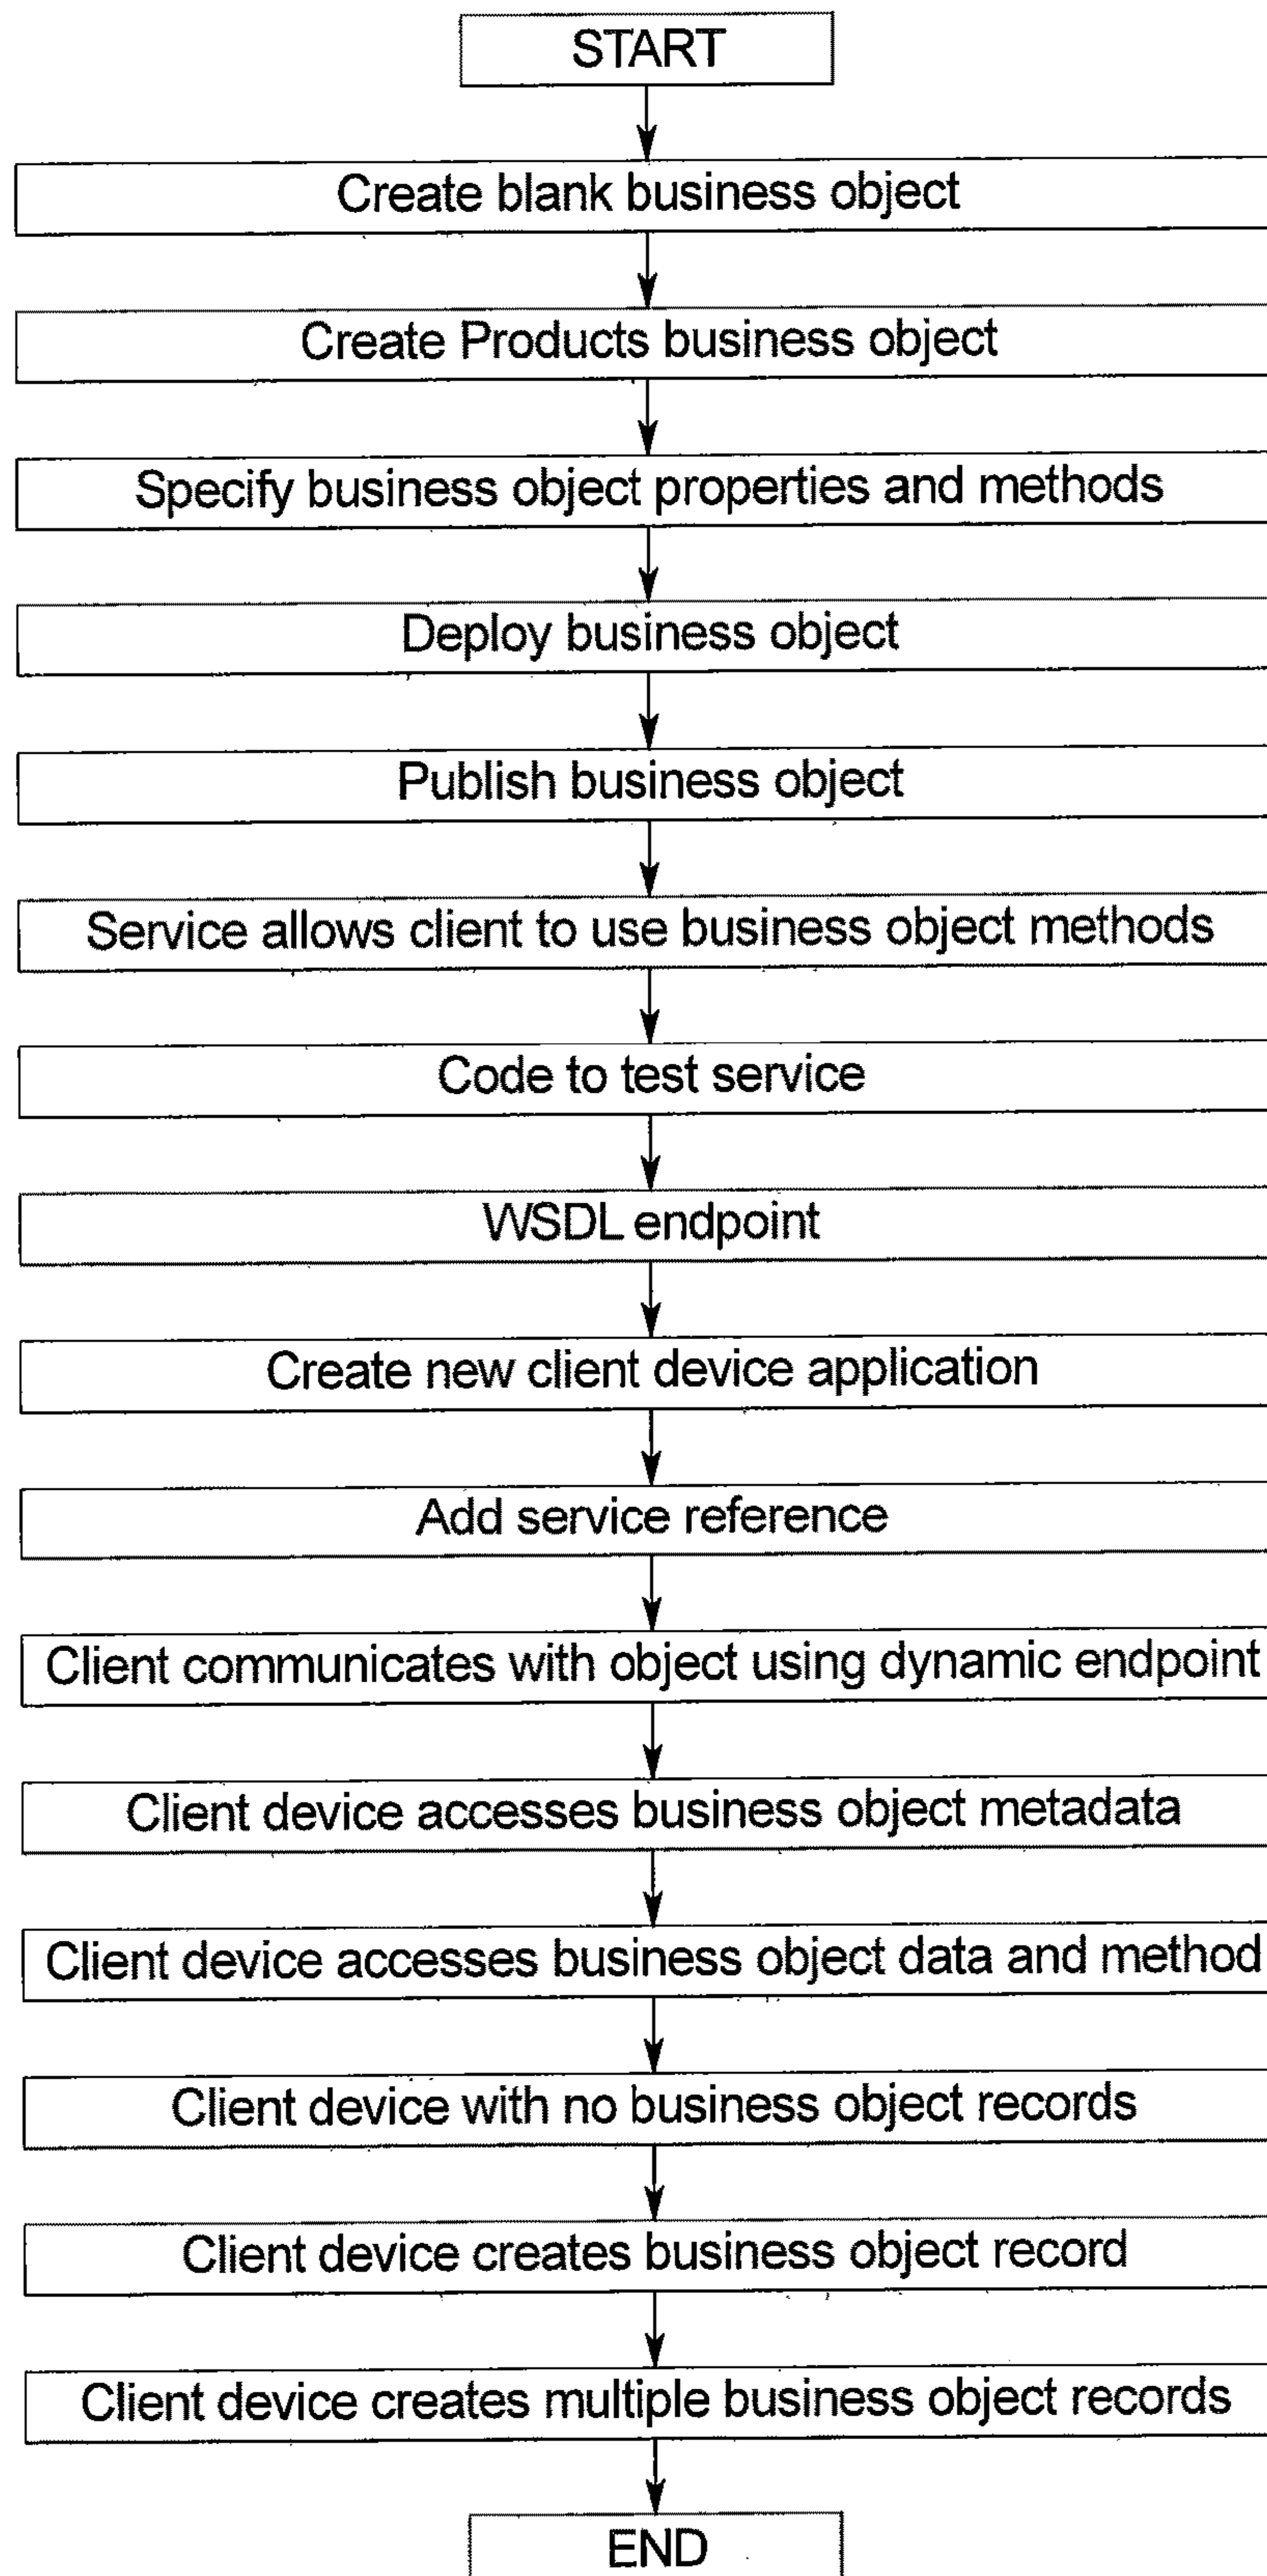 START
Create blank business object
Create Products business object
Specify business object properties and methods
Deploy business object
Publish business object
Service allows client to use business object methods
Code to test service
WSDL endpoint
Create new client device application
Add service reference
Client communicates with object using dynamic endpoint
Client device accesses business object metadata
Client device accesses business object data and method
Client device with no business object records
Client device creates business object record
Client device creates multiple business object records
END